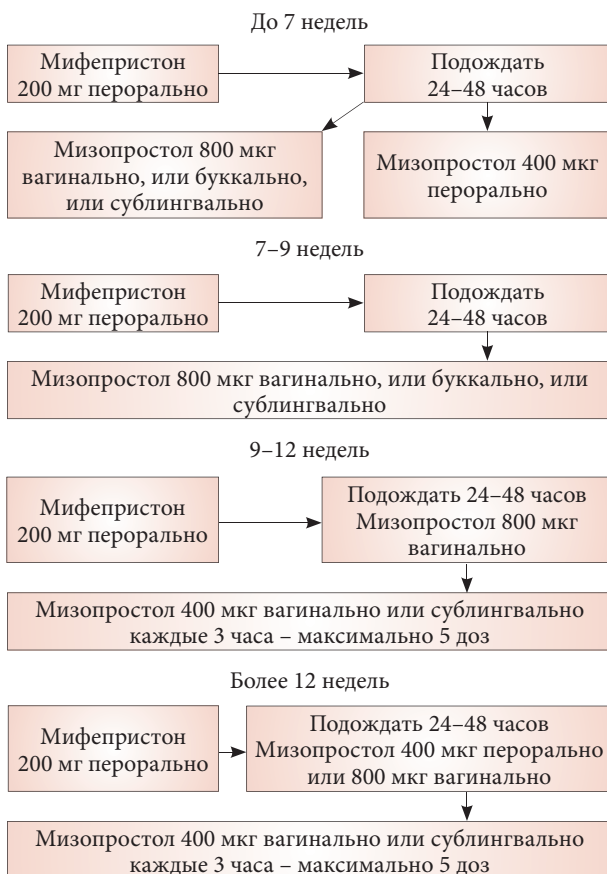 До 7 недель
Мифепристон
200 мг перорально
Подождать
24–48 часов
Мизопростол 800 мкг
вагинально, или буккально,
или сублингвально
Мизопростол 400 мкг
перорально
7–9 недель
Мифепристон
200 мг перорально
Подождать
24–48 часов
Мизопростол 800 мкг вагинально, или буккально, или
сублингвально
9–12 недель
Мифепристон
200 мг перорально
Подождать 24–48 часов
Мизопростол 800 мкг
вагинально
Мизопростол 400 мкг вагинально или сублингвально
каждые 3 часа – максимально 5 доз
Более 12 недель
Мифепристон
200 мг перорально
Подождать 24–48 часов
Мизопростол 400 мкг перорально
или 800 мкг вагинально
Мизопростол 400 мкг вагинально или сублингвально
каждые 3 часа – максимально 5 доз